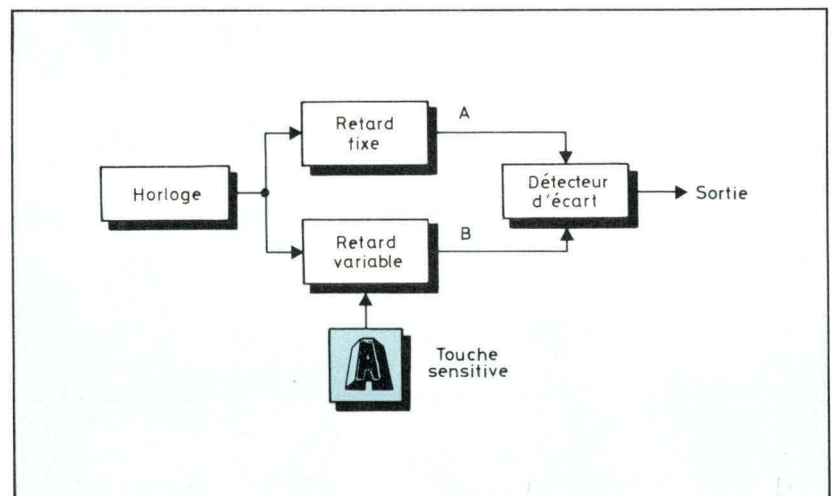 Retard
fixe
A
Horloge
Détecteur
d'écart
Sortie
Retard
variable
B
A
Touche
sensitive